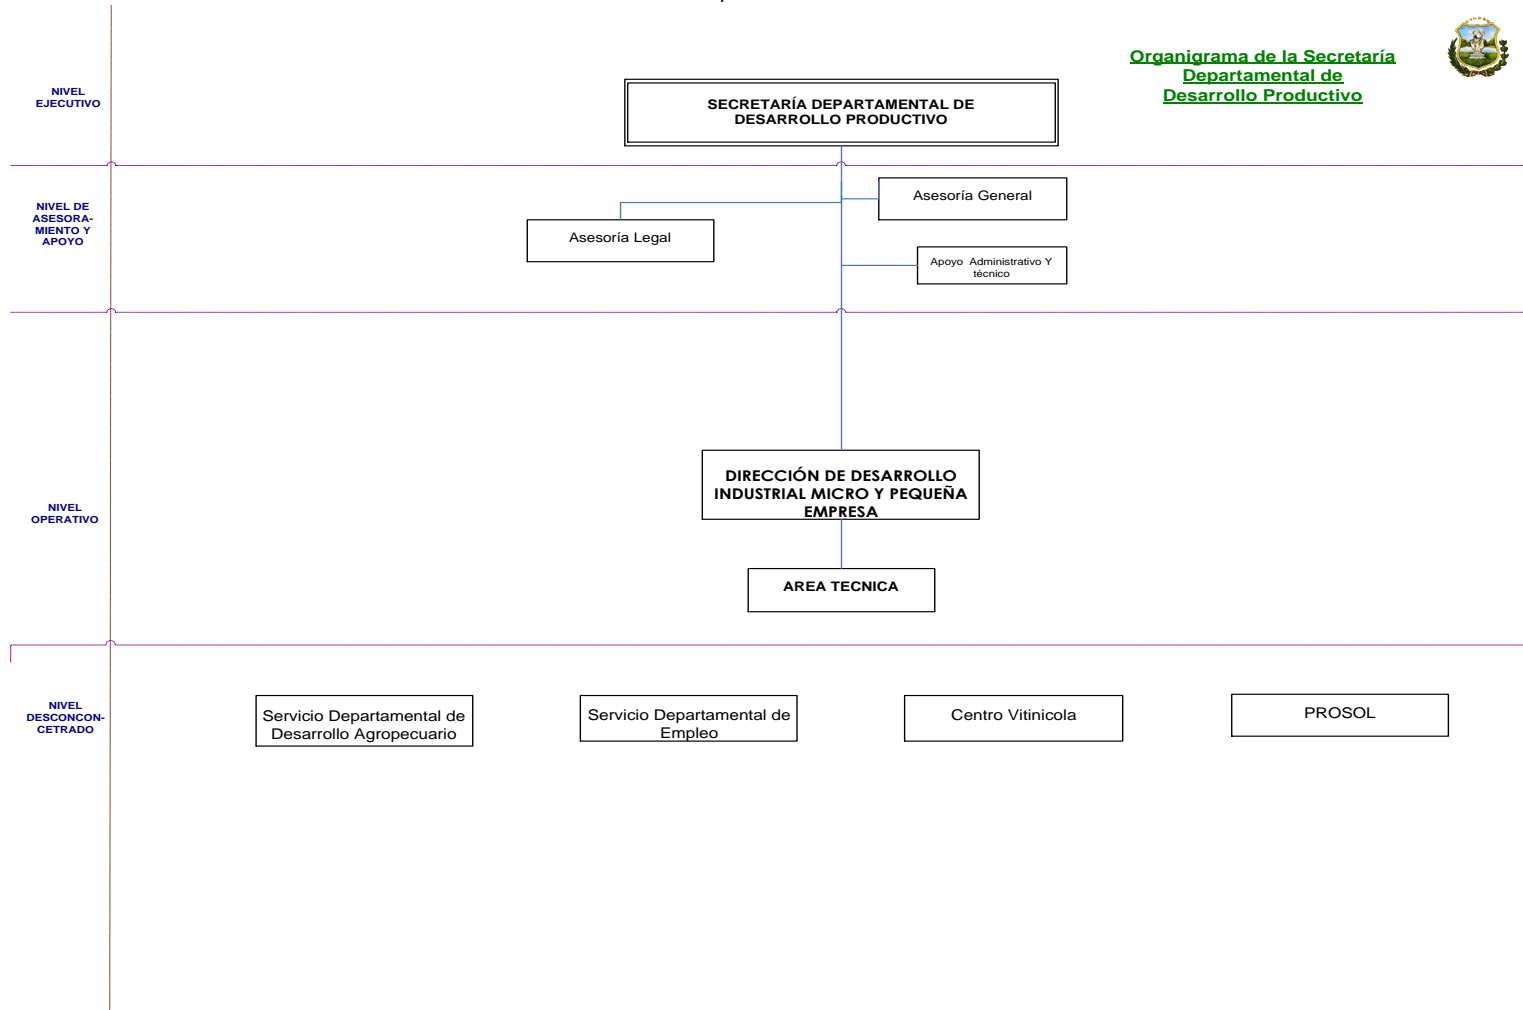 Organigrama de la Secretaría
Departamental de
Desarrollo Productivo
NIVEL
EJECUTIVO
SECRETARÍA DEPARTAMENTAL DE
DESARROLLO PRODUCTIVO
NIVEL DE
ASESORA-
MIENTO Y
APOYO
Asesoría General
Asesoría Legal
Apoyo Administrativo Y
técnico
NIVEL
OPERATIVO
DIRECCIÓN DE DESARROLLO
INDUSTRIAL MICRO Y PEQUEÑA
EMPRESA
AREA TECNICA
NIVEL
DESCONCON-
CETRADO
Servicio Departamental de
Desarrollo Agropecuario
Servicio Departamental de
Empleo
Centro Vitinicola
PROSOL